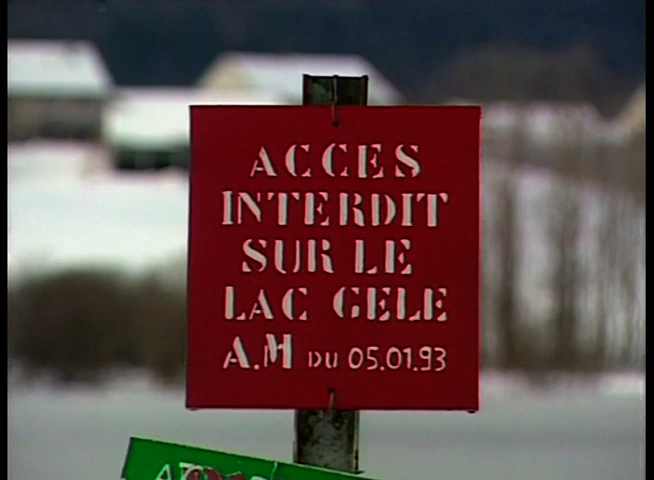 ACCES
INTERDIT
SUR LE
LAC GELE
A.M DU 05.01.93